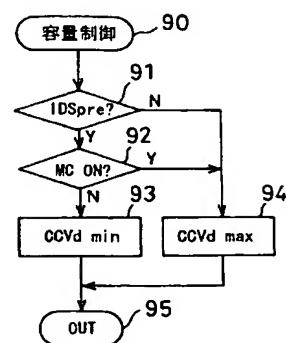 容量制御
90
91
IDSpre?
N
Y
92
MC ON?
Y
N
93
94
CCVd min
CCVd max
OUT
95